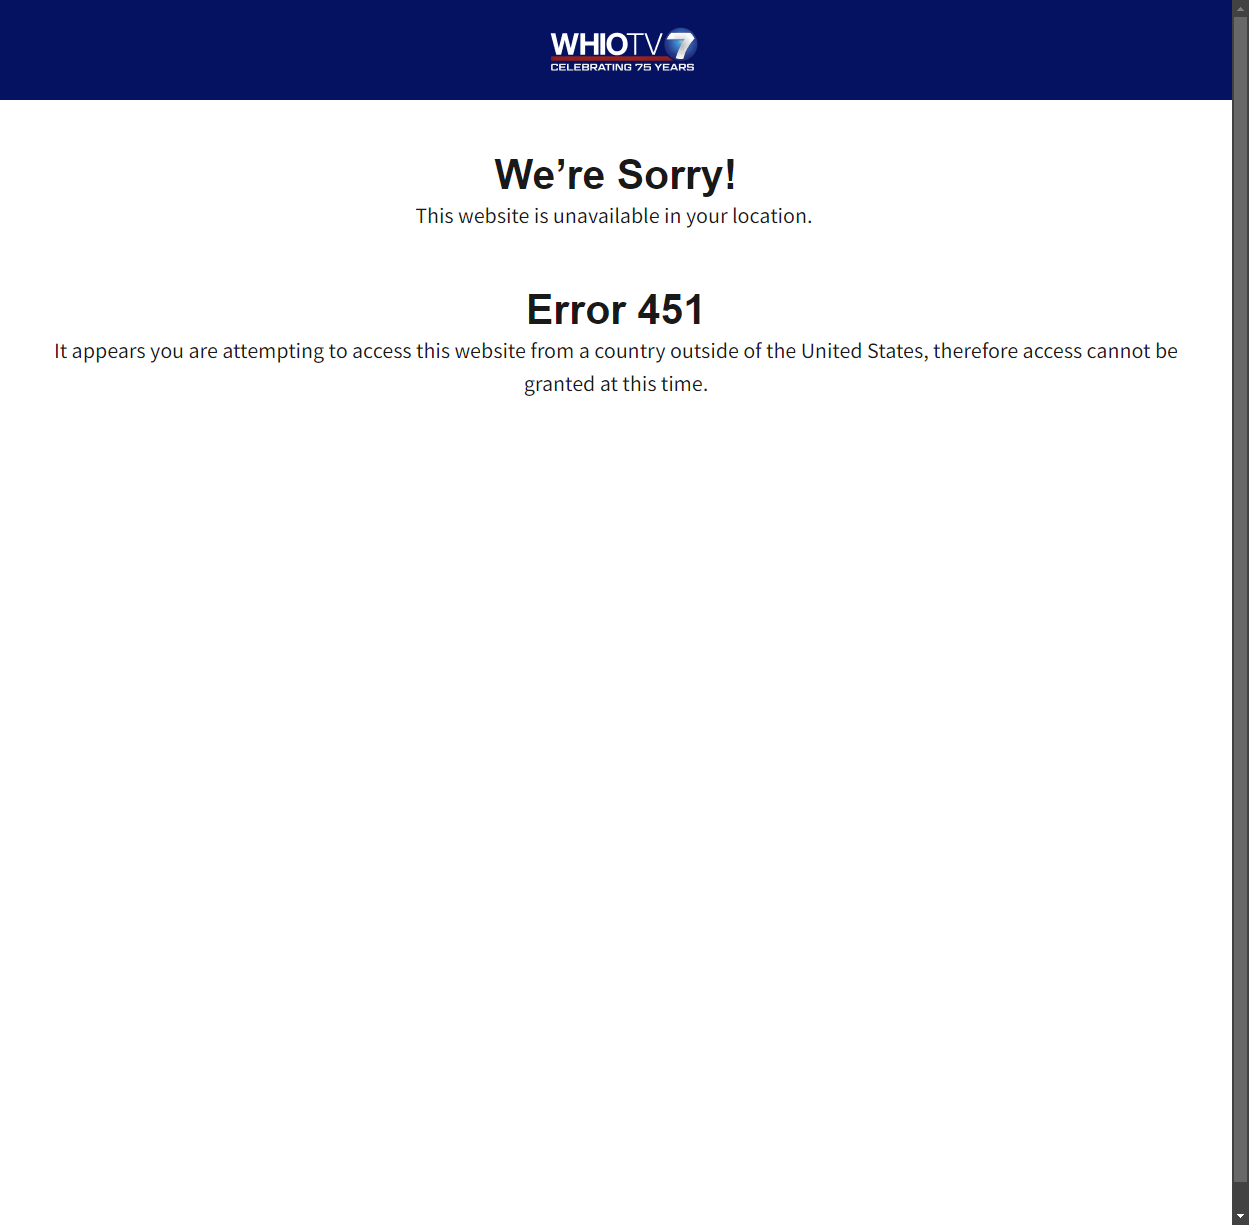 WHIOTV7
CELEBRATING 75 YEARS
We’re Sorry!
This website is unavailable in your location.
Error 451
It appears you are attempting to access this website from a country outside of the United States, therefore access cannot be
granted at this time.